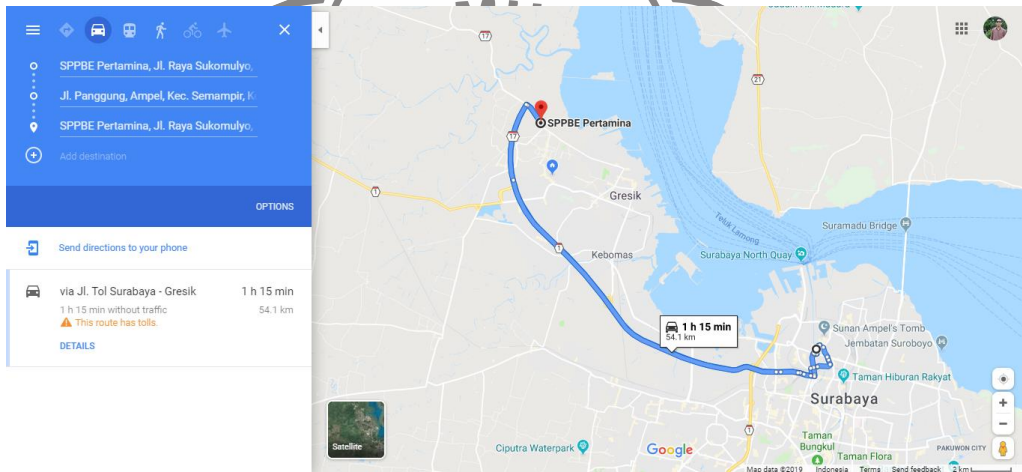 SPPBE Pertamina, Jl. Raya Sukomulyo,
Jl. Panggung, Ampel, Kec. Semampir, K
SPPBE Pertamina, Jl. Raya Sukomulyo,
Add destination
OPTIONS
Send directions to your phone
via Jl. Tol Surabaya - Gresik 1 h 15 min
1 h 15 min without traffic 54.1 km
This route has tolls.
DETAILS
17
21
SPPBE Pertamina
17
1
Gresik
Teluk Lamong
Suramadu Bridge
1
Kebomas
Surabaya North Quay
1 h 15 min
54.1 km
Sunan Ampel's Tomb
Jembatan Suroboyo
Taman Hiburan Rakyat
Surabaya
1
Satellite
Ciputra Waterpark
Google
Taman
Bungkul
Taman Flora
PAKUWON CITY
Map data ©2019 Indonesia Terms Send feedback 2 km